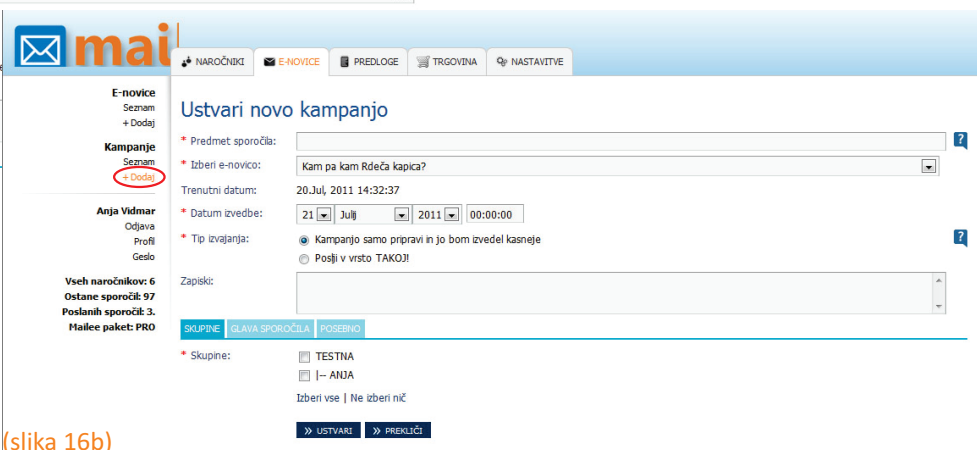 mai
NAROČNIKI E-NOVICE PREDLOGE TRGOVINA NASTAVITVE
E-novice
Seznam
+ Dodaj
Kampanje
Seznam
+ Dodaj
Anja Vidmar
Odjava
Profil
Geslo
Vseh naročnikov: 6
Ostane sporočil: 97
Poslanih sporočil: 3.
Mailee paket: PRO
Ustvari novo kampanjo
* Predmet sporočila: ?
* Izberi e-novico: Kam pa kam Rdeča kapica?
Trenutni datum: 20.Jul, 2011 14:32:37
* Datum izvedbe: 21 Julij 2011 00:00:00
* Tip izvajanja: Kampanjo samo pripravi in jo bom izvedel kasneje ?
Pošlji v vrsto TAKOJ!
Zapiski:
SKUPINE GLAVA SPOROČILA POSEBNO
* Skupine: TESTNA
|-- ANJA
Izberi vse | Ne izberi nič
» USTVARI » PREKLIČI
(slika 16b)